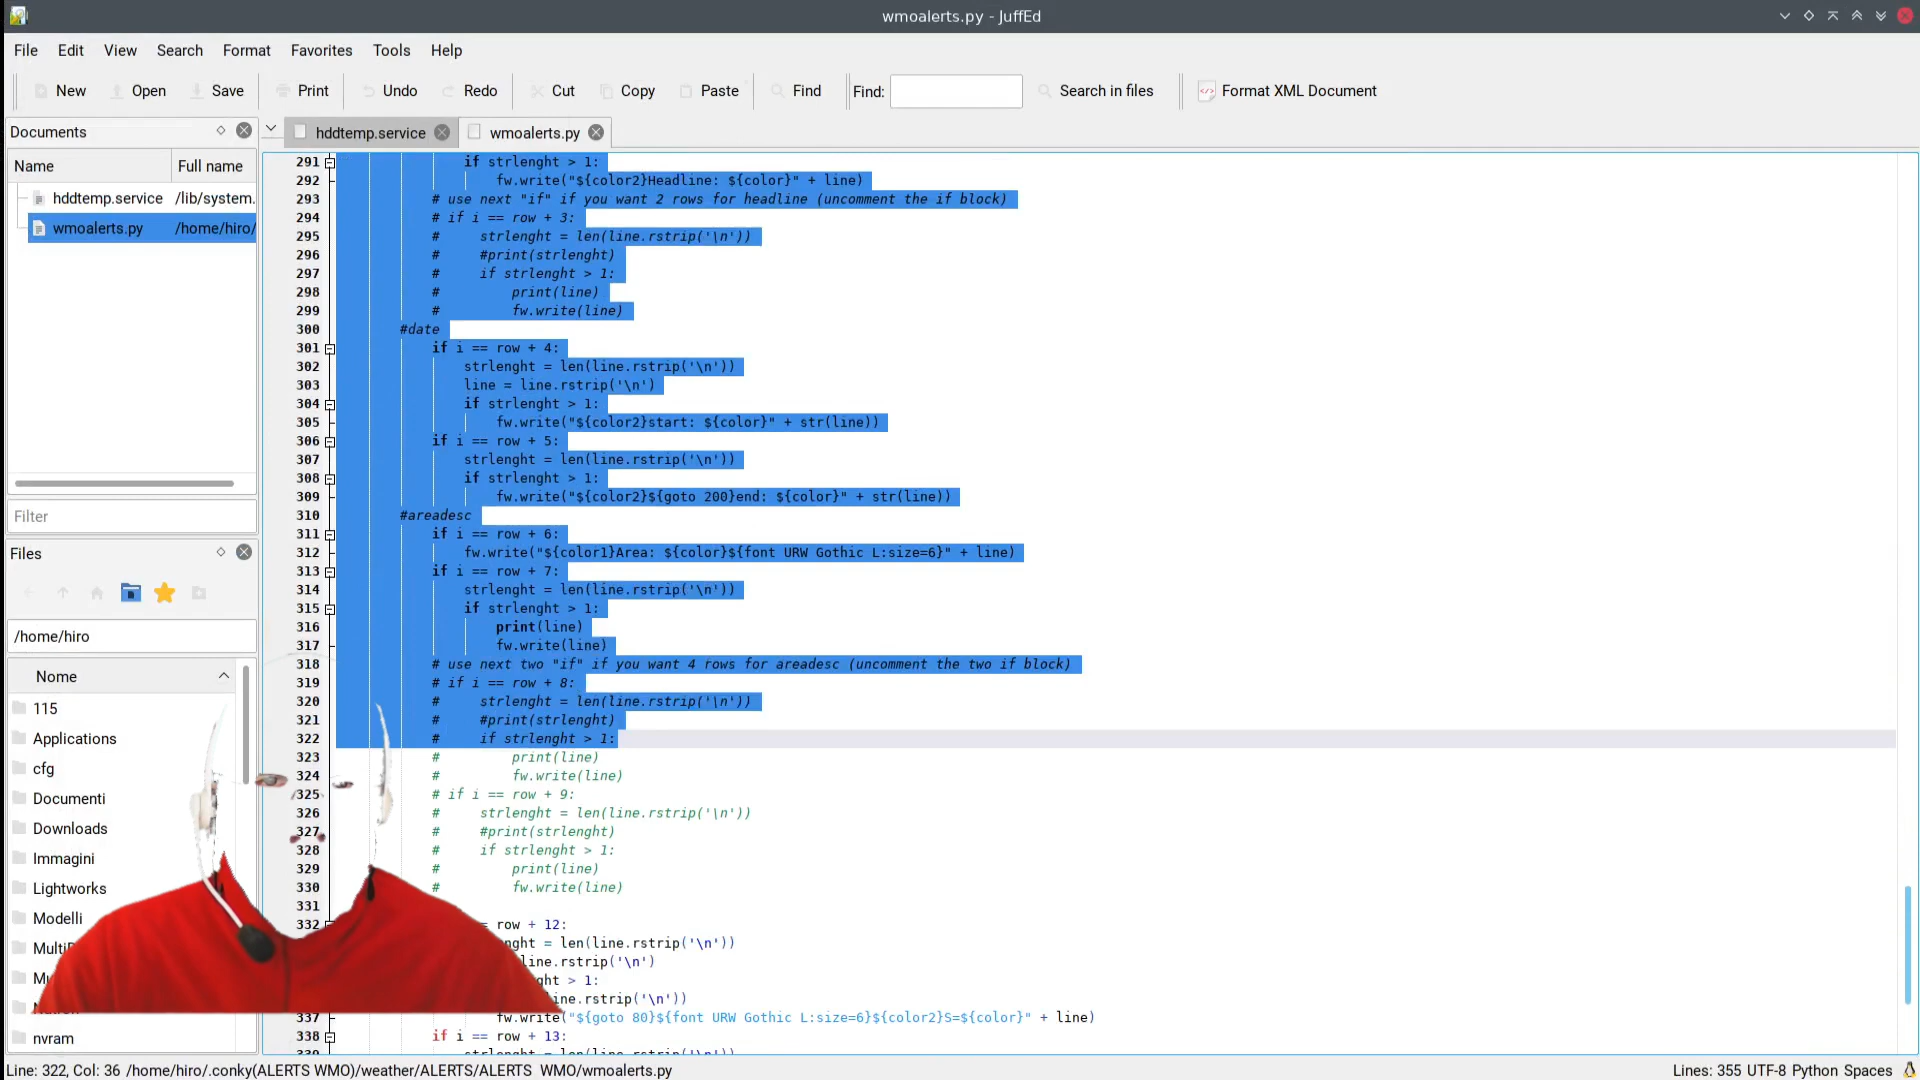 wmoalerts.py - JuffEd
File Edit View Search Format Favorites Tools Help
New Open Save Print Undo Redo Cut Copy Paste Find Find: Search in files Format XML Document
Documents
hddtemp.service wmoalerts.py
Name Full name
hddtemp.service /lib/system.
wmoalerts.py /home/hiro/
Filter
Files
/home/hiro
Nome
115
Applications
cfg
Documenti
Downloads
Immagini
Lightworks
Modelli
nvram
291 if strlenght > 1:
292 fw.write("${color2}Headline: ${color}" + line)
293 # use next "if" if you want 2 rows for headline (uncomment the if block)
294 # if i == row + 3:
295 # strlenght = len(line.rstrip('\n'))
296 # #print(strlenght)
297 # if strlenght > 1:
298 # print(line)
299 # fw.write(line)
300 #date
301 if i == row + 4:
302 strlenght = len(line.rstrip('\n'))
303 line = line.rstrip('\n')
304 if strlenght > 1:
305 fw.write("${color2}start: ${color}" + str(line))
306 if i == row + 5:
307 strlenght = len(line.rstrip('\n'))
308 if strlenght > 1:
309 fw.write("${color2}${goto 200}end: ${color}" + str(line))
310 #areadesc
311 if i == row + 6:
312 fw.write("${color1}Area: ${color}${font URW Gothic L:size=6}" + line)
313 if i == row + 7:
314 strlenght = len(line.rstrip('\n'))
315 if strlenght > 1:
316 print(line)
317 fw.write(line)
318 # use next two "if" if you want 4 rows for areadesc (uncomment the two if block)
319 # if i == row + 8:
320 # strlenght = len(line.rstrip('\n'))
321 # #print(strlenght)
322 # if strlenght > 1:
323 # print(line)
324 # fw.write(line)
325 # if i == row + 9:
326 # strlenght = len(line.rstrip('\n'))
327 # #print(strlenght)
328 # if strlenght > 1:
329 # print(line)
330 # fw.write(line)
331
332 row + 12:
= len(line.rstrip('\n'))
line.rstrip('\n')
> 1:
.rstrip('\n'))
337 fw.write("${goto 80}${font URW Gothic L:size=6}${color2}S=${color}" + line)
338 if i == row + 13:
strlenght = len(line.rstrip('\n'))
Line: 322, Col: 36 /home/hiro/.conky(ALERTS WMO)/weather/ALERTS/ALERTS WMO/wmoalerts.py
Lines: 355 UTF-8 Python Spaces